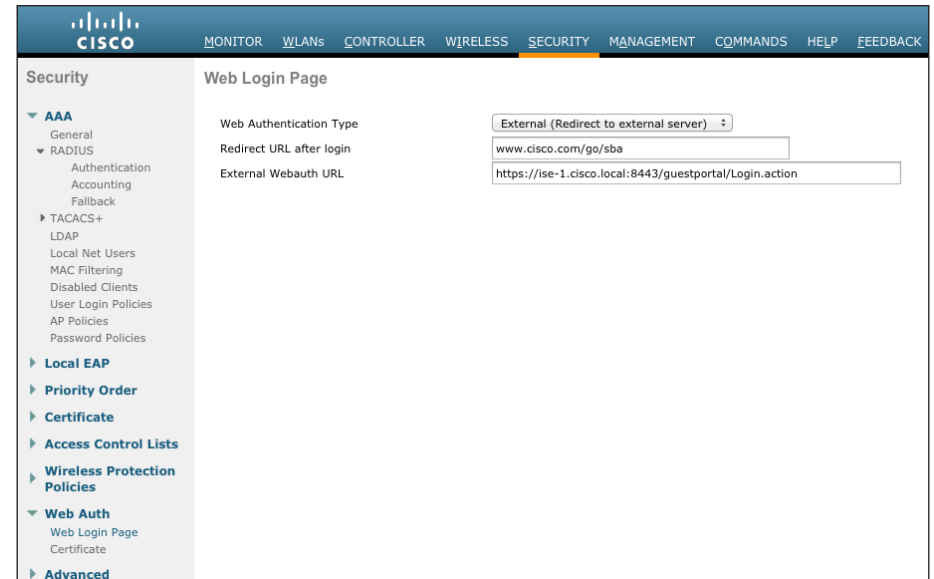 CISCO
MONITOR WLANs CONTROLLER WIRELESS SECURITY MANAGEMENT COMMANDS HELP FEEDBACK
Security
AAA
General
RADIUS
Authentication
Accounting
Fallback
TACACS+
LDAP
Local Net Users
MAC Filtering
Disabled Clients
User Login Policies
AP Policies
Password Policies
Local EAP
Priority Order
Certificate
Access Control Lists
Wireless Protection
Policies
Web Auth
Web Login Page
Certificate
Advanced
Web Login Page
Web Authentication Type External (Redirect to external server)
Redirect URL after login www.cisco.com/go/sba
External Webauth URL https://ise-1.cisco.local:8443/guestportal/Login.action